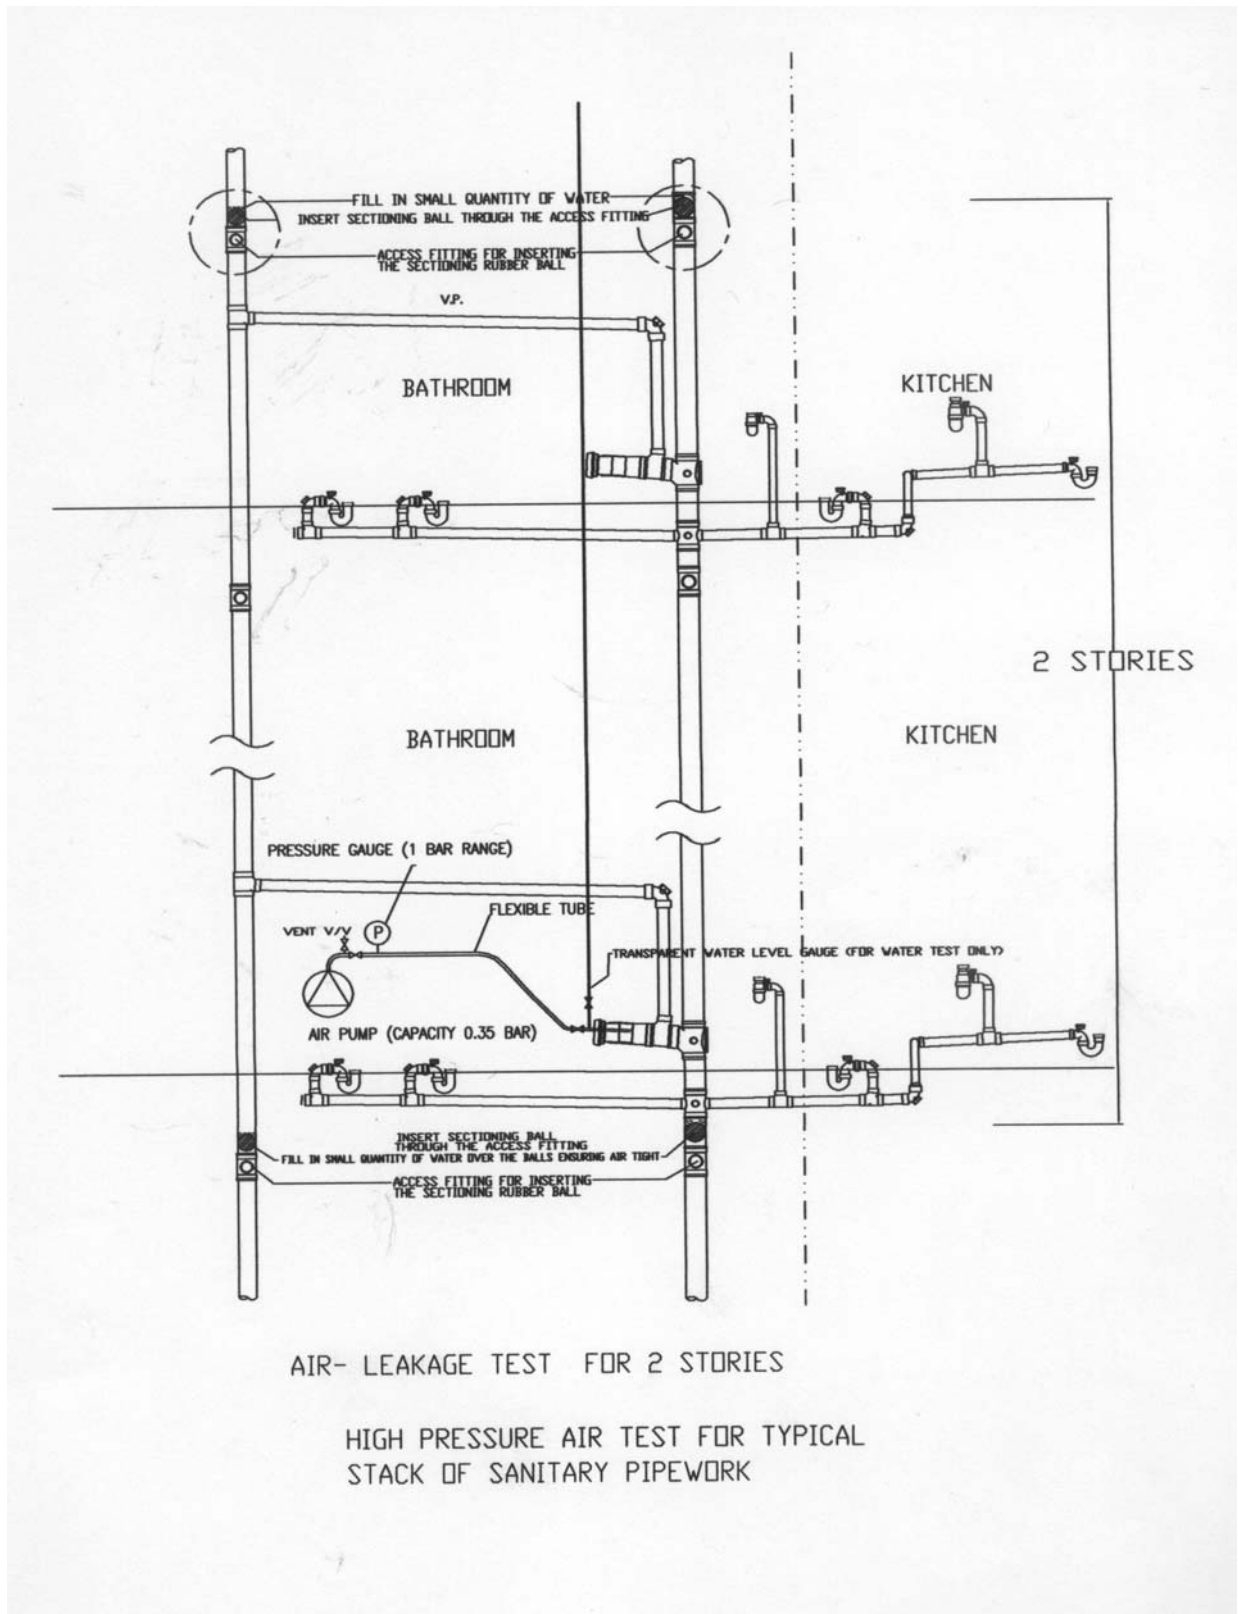 FILL IN SMALL QUANTITY OF WATER
INSERT SECTIONING BALL THROUGH THE ACCESS FITTING
ACCESS FITTING FOR INSERTING
THE SECTIONING RUBBER BALL
V.P.
BATHROOM
KITCHEN
2 STORIES
BATHROOM
KITCHEN
PRESSURE GAUGE (1 BAR RANGE)
FLEXIBLE TUBE
VENT V/V
P
TRANSPARENT WATER LEVEL GAUGE (FOR WATER TEST ONLY)
AIR PUMP (CAPACITY 0.35 BAR)
INSERT SECTIONING BALL
THROUGH THE ACCESS FITTING
FILL IN SMALL QUANTITY OF WATER OVER THE BALLS ENSURING AIR TIGHT
ACCESS FITTING FOR INSERTING
THE SECTIONING RUBBER BALL
AIR- LEAKAGE TEST FOR 2 STORIES
HIGH PRESSURE AIR TEST FOR TYPICAL
STACK OF SANITARY PIPEWORK